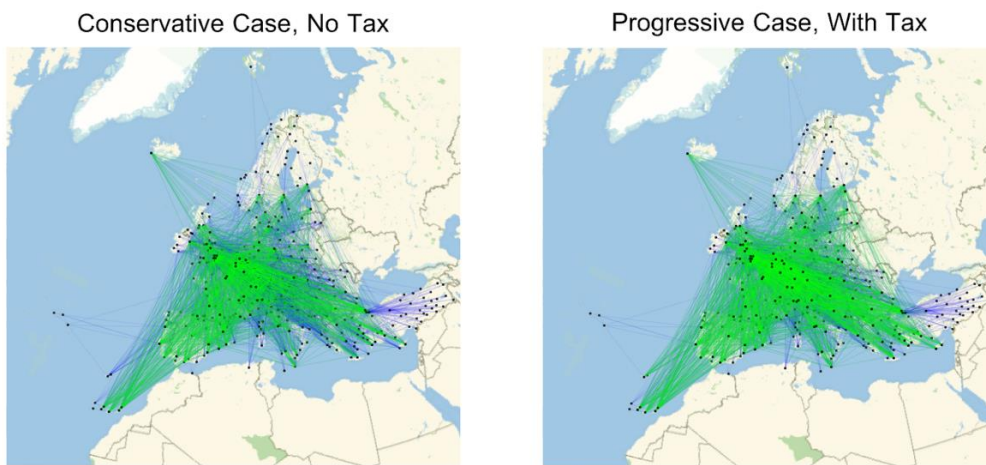 Conservative Case, No Tax
Progressive Case, With Tax